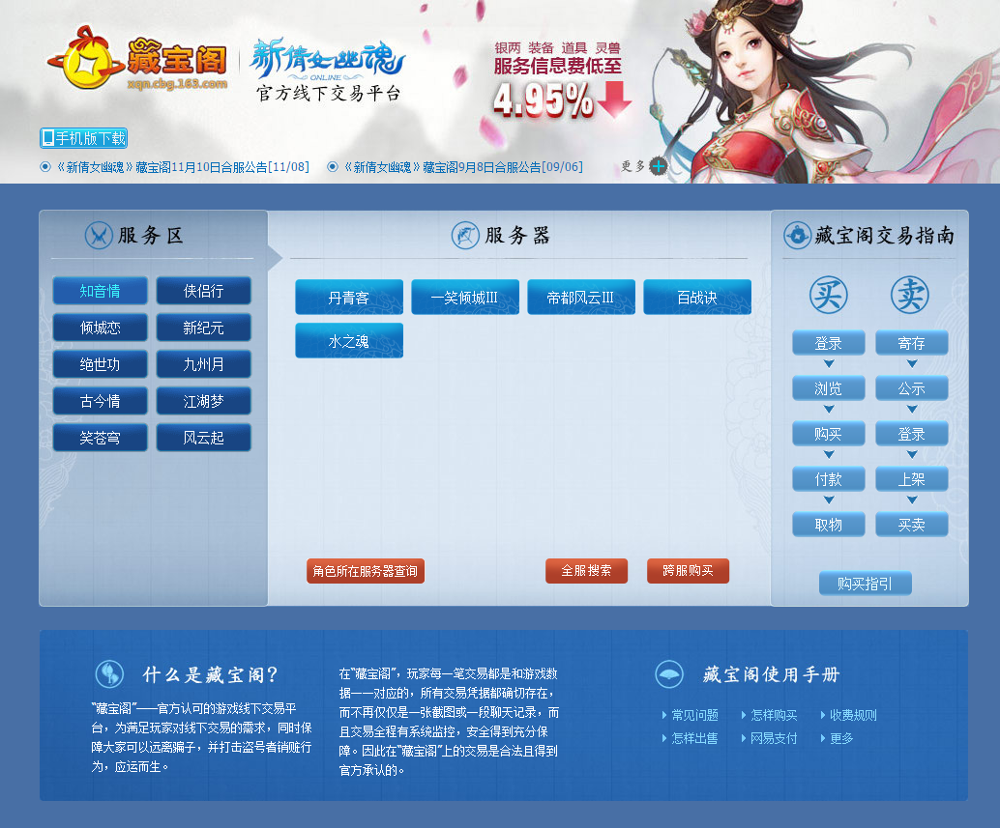 藏宝阁
xqn.cbg.163.com
新倩女幽魂
ONLINE
官方线下交易平台
银两 装备 道具 灵兽
服务信息费低至
4.95%
手机版下载
《新倩女幽魂》藏宝阁11月10日合服公告[11/08]
《新倩女幽魂》藏宝阁9月8日合服公告[09/06]
更多
服务区
知音情 侠侣行
倾城恋 新纪元
绝世功 九州月
古今情 江湖梦
笑苍穹 风云起
服务器
丹青客 一笑倾城III 帝都风云III 百战诀
水之魂
角色所在服务器查询 全服搜索 跨服购买
藏宝阁交易指南
买 卖
登录 寄存
浏览 公示
购买 登录
付款 上架
取物 买卖
购买指引
什么是藏宝阁?
“藏宝阁”——官方认可的游戏线下交易平
台，为满足玩家对线下交易的需求，同时保
障大家可以远离骗子，并打击盗号者销赃行
为，应运而生。
在“藏宝阁”，玩家每一笔交易都是和游戏数
据一一对应的，所有交易凭据都确切存在，
而不再仅仅是一张截图或一段聊天记录，而
且交易全程有系统监控，安全得到充分保
障。因此在“藏宝阁”上的交易是合法且得到
官方承认的。
藏宝阁使用手册
常见问题 怎样购买 收费规则
怎样出售 网易支付 更多